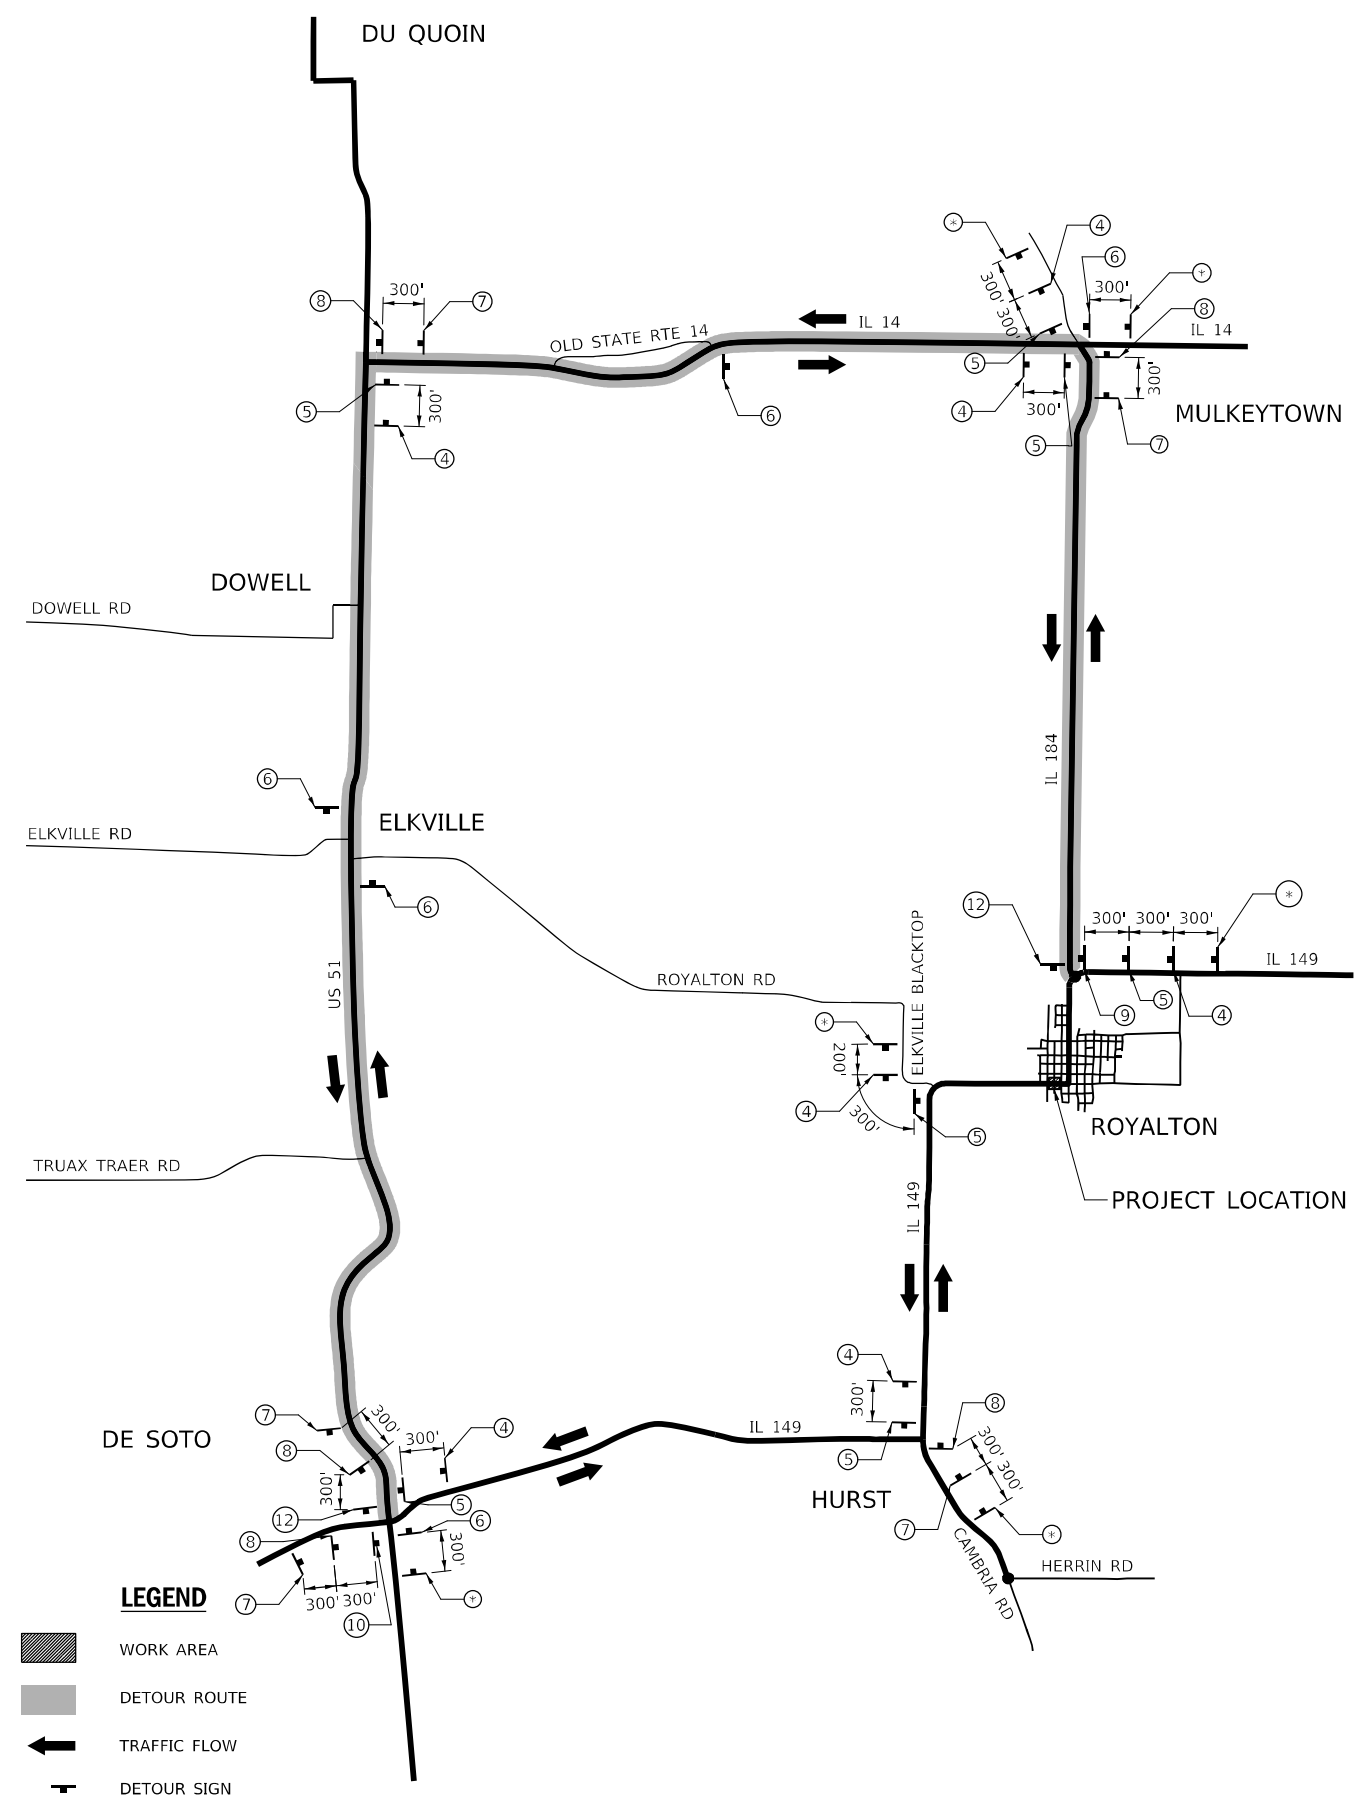 DU QUOIN
*
4
6
*
300'
8
IL 14
300'
300'
5
4
300'
5
300'
7
MULKEYTOWN
8
300'
7
OLD STATE RTE 14
IL 14
6
5
300'
4
DOWELL
DOWELL RD
IL 184
6
ELKVILLE
ELKVILLE RD
6
US 51
ROYALTON RD
ELKVILLE BLACKTOP
12
300'
300'
300'
*
IL 149
9
5
4
*
200'
4
300'
5
ROYALTON
PROJECT LOCATION
TRUAX TRAER RD
IL 149
4
300'
5
8
300'
300'
7
*
HURST
CAMBRIA RD
HERRIN RD
IL 149
DE SOTO
7
300'
8
300'
4
300'
12
5
6
8
300'
7
300'
300'
*
10
LEGEND
WORK AREA
DETOUR ROUTE
TRAFFIC FLOW
DETOUR SIGN